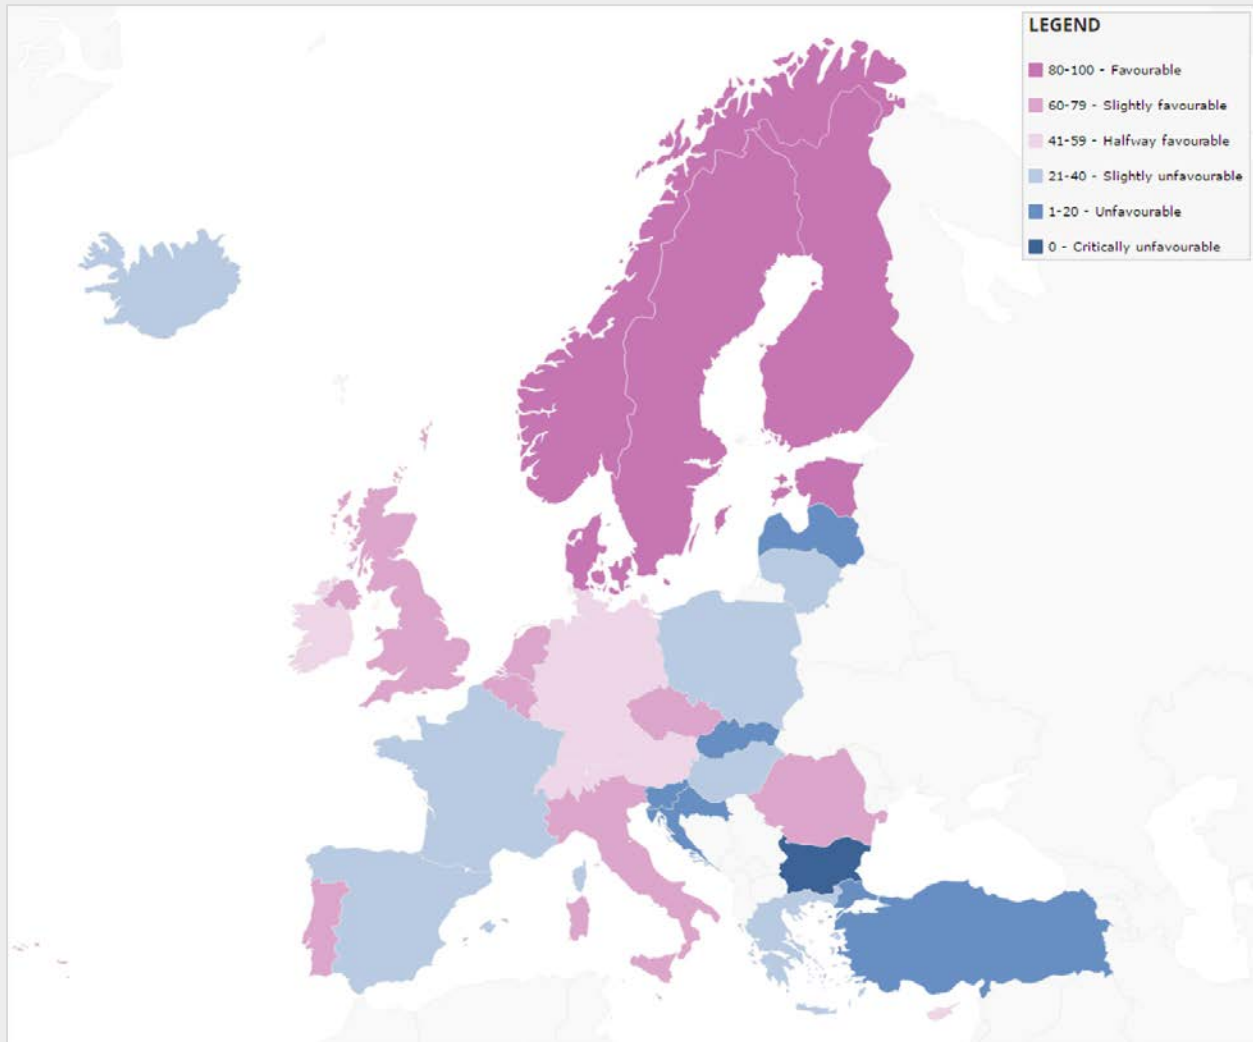 LEGEND
80-100 - Favourable
60-79 - Slightly favourable
41-59 - Halfway favourable
21-40 - Slightly unfavourable
1-20 - Unfavourable
0 - Critically unfavourable